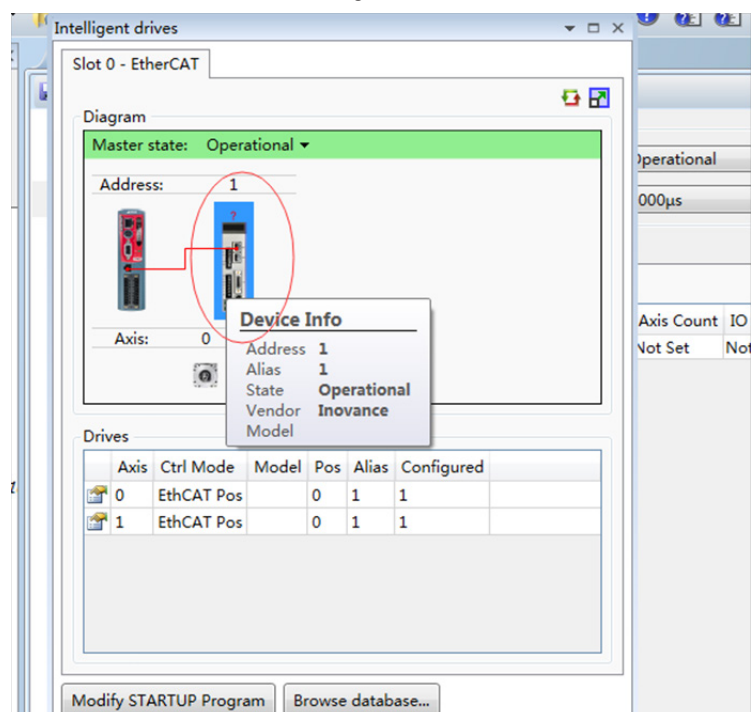 Intelligent drives
Slot 0 - EtherCAT
Diagram
Master state: Operational
Address: 1
?
Axis: 0
Device Info
Address 1
Alias 1
State Operational
Vendor Inovance
Model
Drives
Axis Ctrl Mode Model Pos Alias Configured
0 EthCAT Pos 0 1 1
1 EthCAT Pos 0 1 1
Modify STARTUP Program Browse database...
Operational
000µs
Axis Count IO
Not Set Not